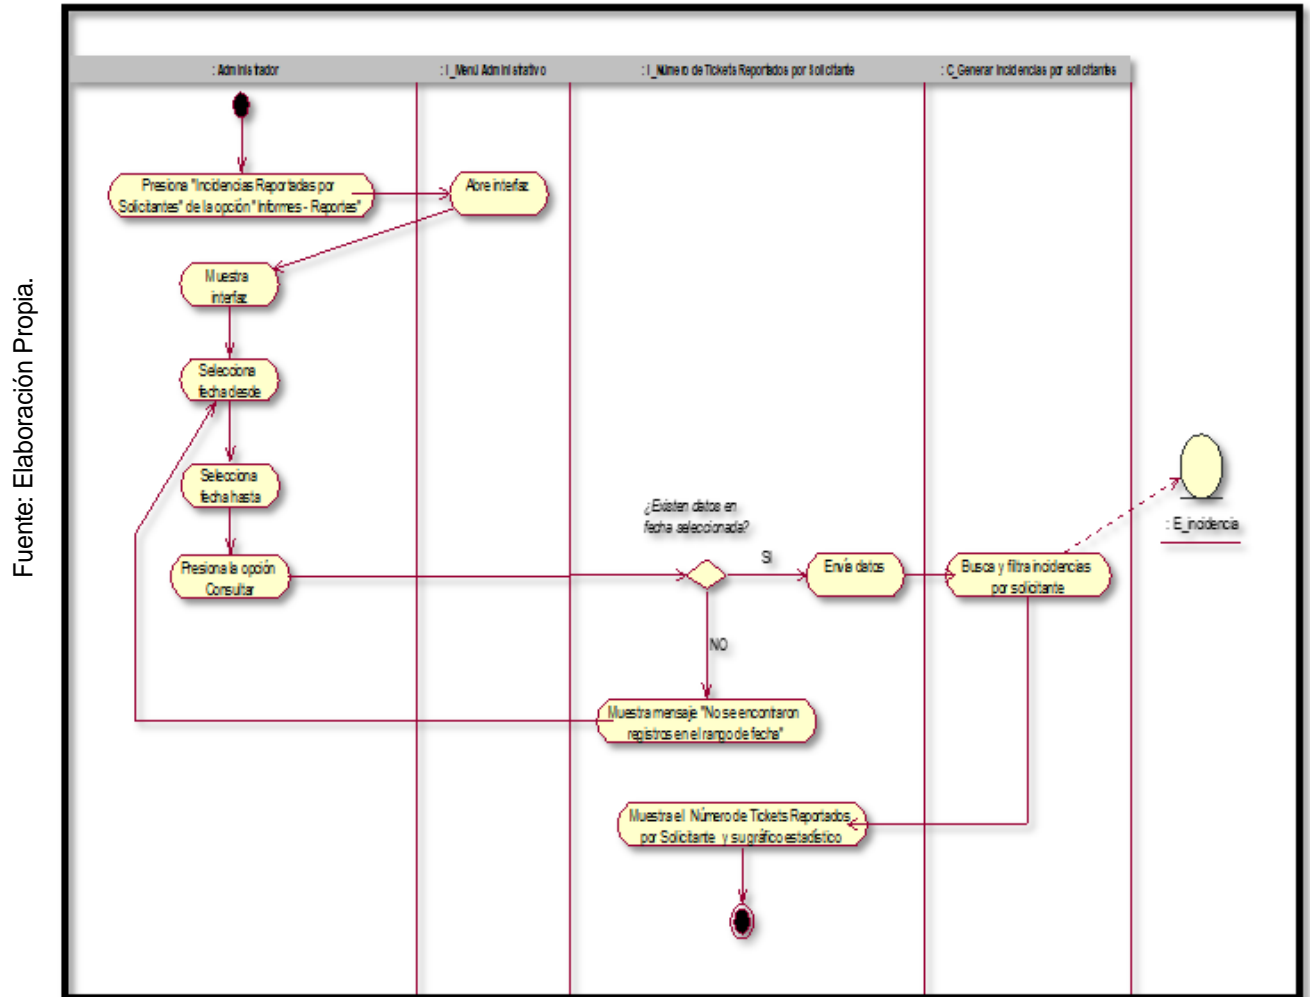 : Administrador
: I_Menú Administrativo
: I_Número de Tickets Reportados por Solicitante
: C_Generar Incidencias por solicitantes
Presiona "Incidencias Reportadas por
Solicitantes" de la opción "Informes - Reportes"
Abre interfaz
Muestra
interfaz
Selecciona
fecha desde
Selecciona
fecha hasta
Presiona la opción
Consultar
¿Existen datos en
fecha seleccionada?
SI
Envía datos
Busca y filtra incidencias
por solicitante
: E_incidencia
NO
Muestra mensaje "No se encontraron
registros en el rango de fecha"
Muestra el Número de Tickets Reportados
por Solicitante y su gráfico estadístico
Fuente: Elaboración Propia.